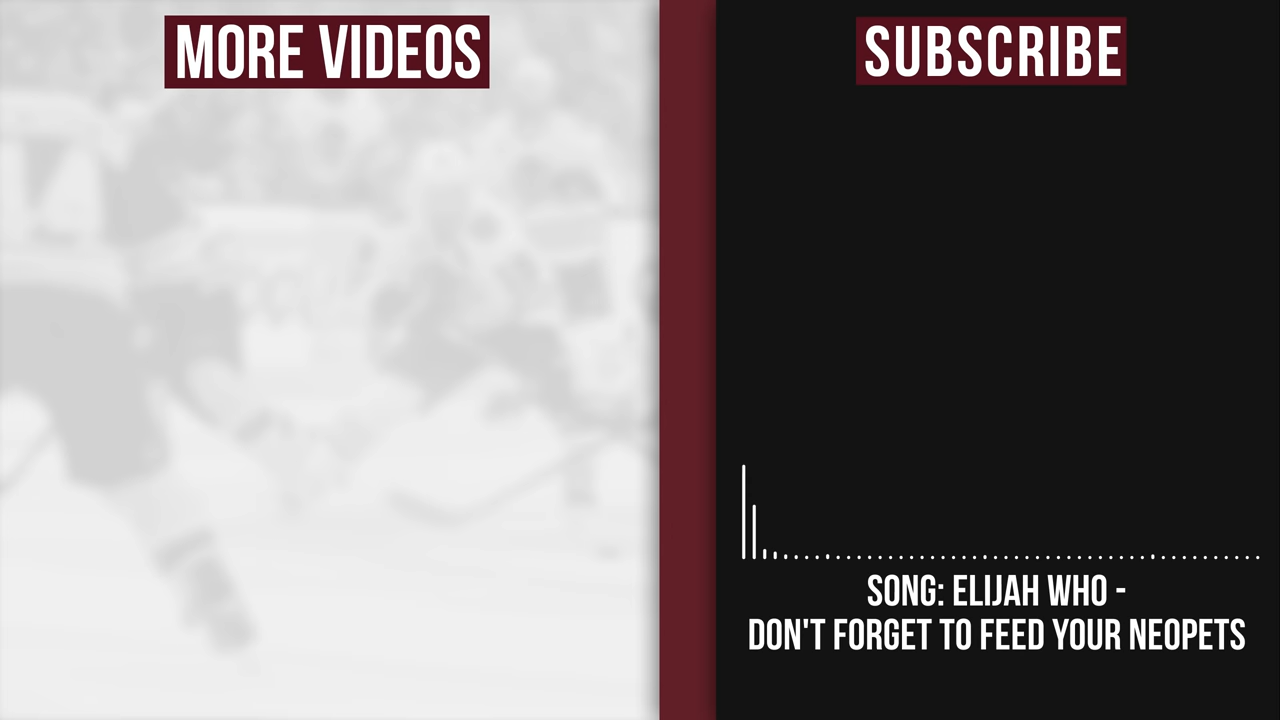 MORE VIDEOS
SUBSCRIBE
SONG: ELIJAH WHO -
DON'T FORGET TO FEED YOUR NEOPETS